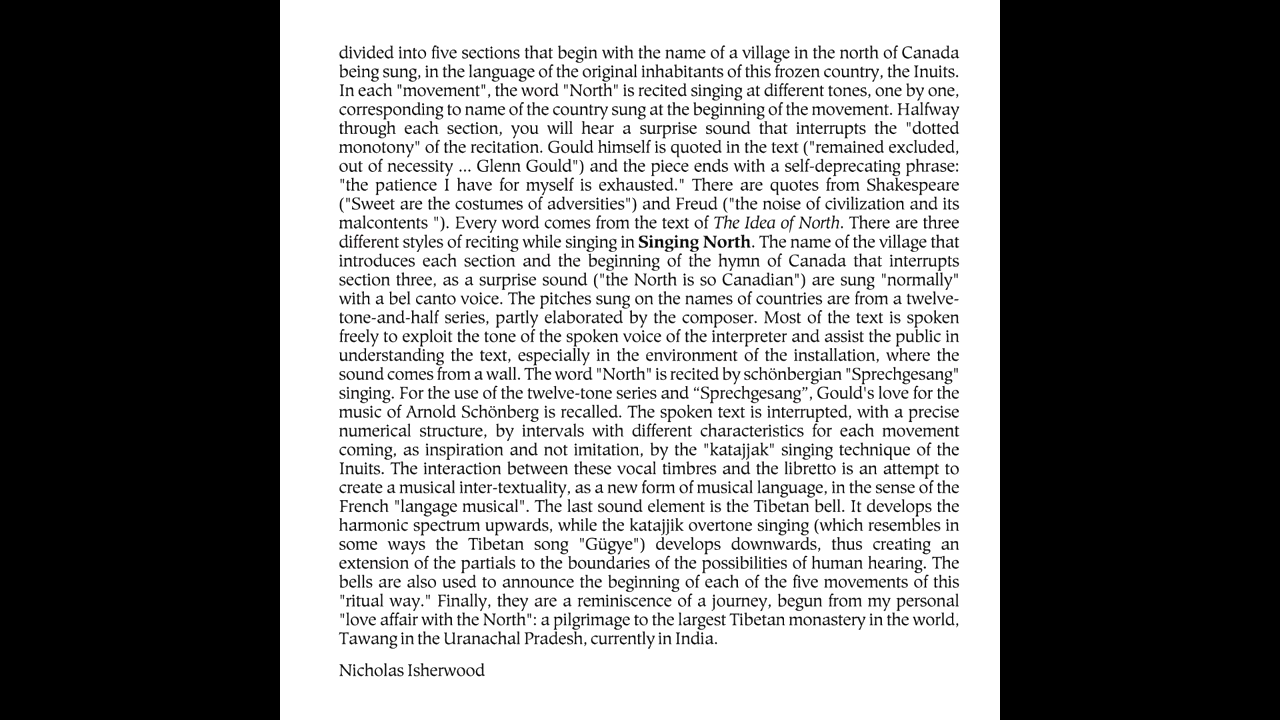 divided into five sections that begin with the name of a village in the north of Canada
being sung, in the language of the original inhabitants of this frozen country, the Inuits.
In each "movement", the word "North" is recited singing at different tones, one by one,
corresponding to name of the country sung at the beginning of the movement. Halfway
through each section, you will hear a surprise sound that interrupts the "dotted
monotony" of the recitation. Gould himself is quoted in the text ("remained excluded,
out of necessity ... Glenn Gould") and the piece ends with a self-deprecating phrase:
"the patience I have for myself is exhausted." There are quotes from Shakespeare
("Sweet are the costumes of adversities") and Freud ("the noise of civilization and its
malcontents "). Every word comes from the text of The Idea of North. There are three
different styles of reciting while singing in Singing North. The name of the village that
introduces each section and the beginning of the hymn of Canada that interrupts
section three, as a surprise sound ("the North is so Canadian") are sung "normally"
with a bel canto voice. The pitches sung on the names of countries are from a twelve-
tone-and-half series, partly elaborated by the composer. Most of the text is spoken
freely to exploit the tone of the spoken voice of the interpreter and assist the public in
understanding the text, especially in the environment of the installation, where the
sound comes from a wall. The word "North" is recited by schönbergian "Sprechgesang"
singing. For the use of the twelve-tone series and “Sprechgesang”, Gould's love for the
music of Arnold Schönberg is recalled. The spoken text is interrupted, with a precise
numerical structure, by intervals with different characteristics for each movement
coming, as inspiration and not imitation, by the "katajjak" singing technique of the
Inuits. The interaction between these vocal timbres and the libretto is an attempt to
create a musical inter-textuality, as a new form of musical language, in the sense of the
French "langage musical". The last sound element is the Tibetan bell. It develops the
harmonic spectrum upwards, while the katajjik overtone singing (which resembles in
some ways the Tibetan song "Gügye") develops downwards, thus creating an
extension of the partials to the boundaries of the possibilities of human hearing. The
bells are also used to announce the beginning of each of the five movements of this
"ritual way." Finally, they are a reminiscence of a journey, begun from my personal
"love affair with the North": a pilgrimage to the largest Tibetan monastery in the world,
Tawang in the Uranachal Pradesh, currently in India.
Nicholas Isherwood